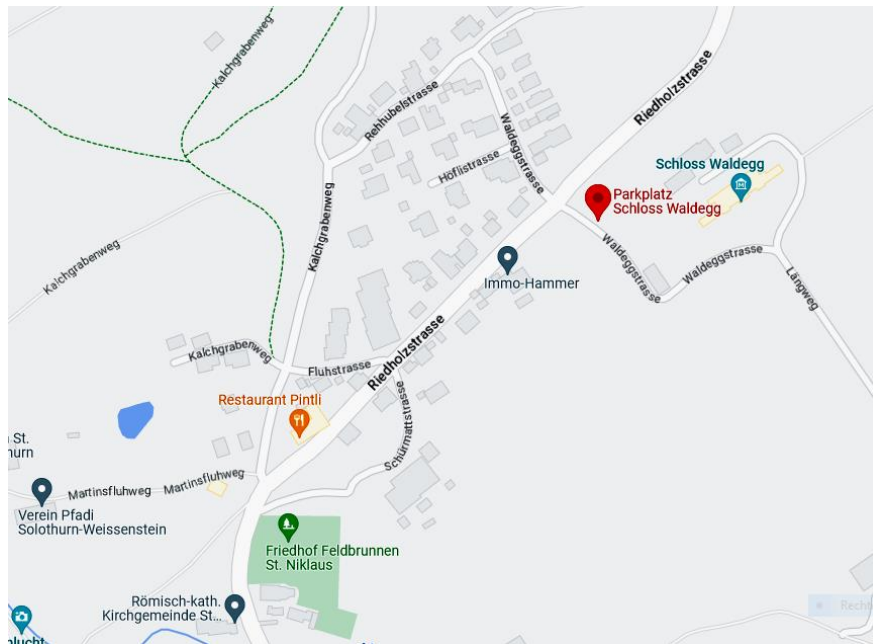 Kalchgrabenweg
Riedholzstrasse
Rehhubelstrasse
Waldeggstrasse
Höflistrasse
Schloss Waldegg
Parkplatz
Schloss Waldegg
Kalchgrabenweg
Kalchgrabenweg
Waldeggstrasse
Waldeggstrasse
Längweg
Immo-Hammer
Riedholzstrasse
Kalchgrabenweg
Fluhstrasse
Restaurant Pintli
Schürmattstrasse
St.
Martinsfluhweg
Martinsfluhweg
Verein Pfadi
Solothurn-Weissenstein
Friedhof Feldbrunnen
St. Niklaus
Römisch-kath.
Kirchgemeinde St...